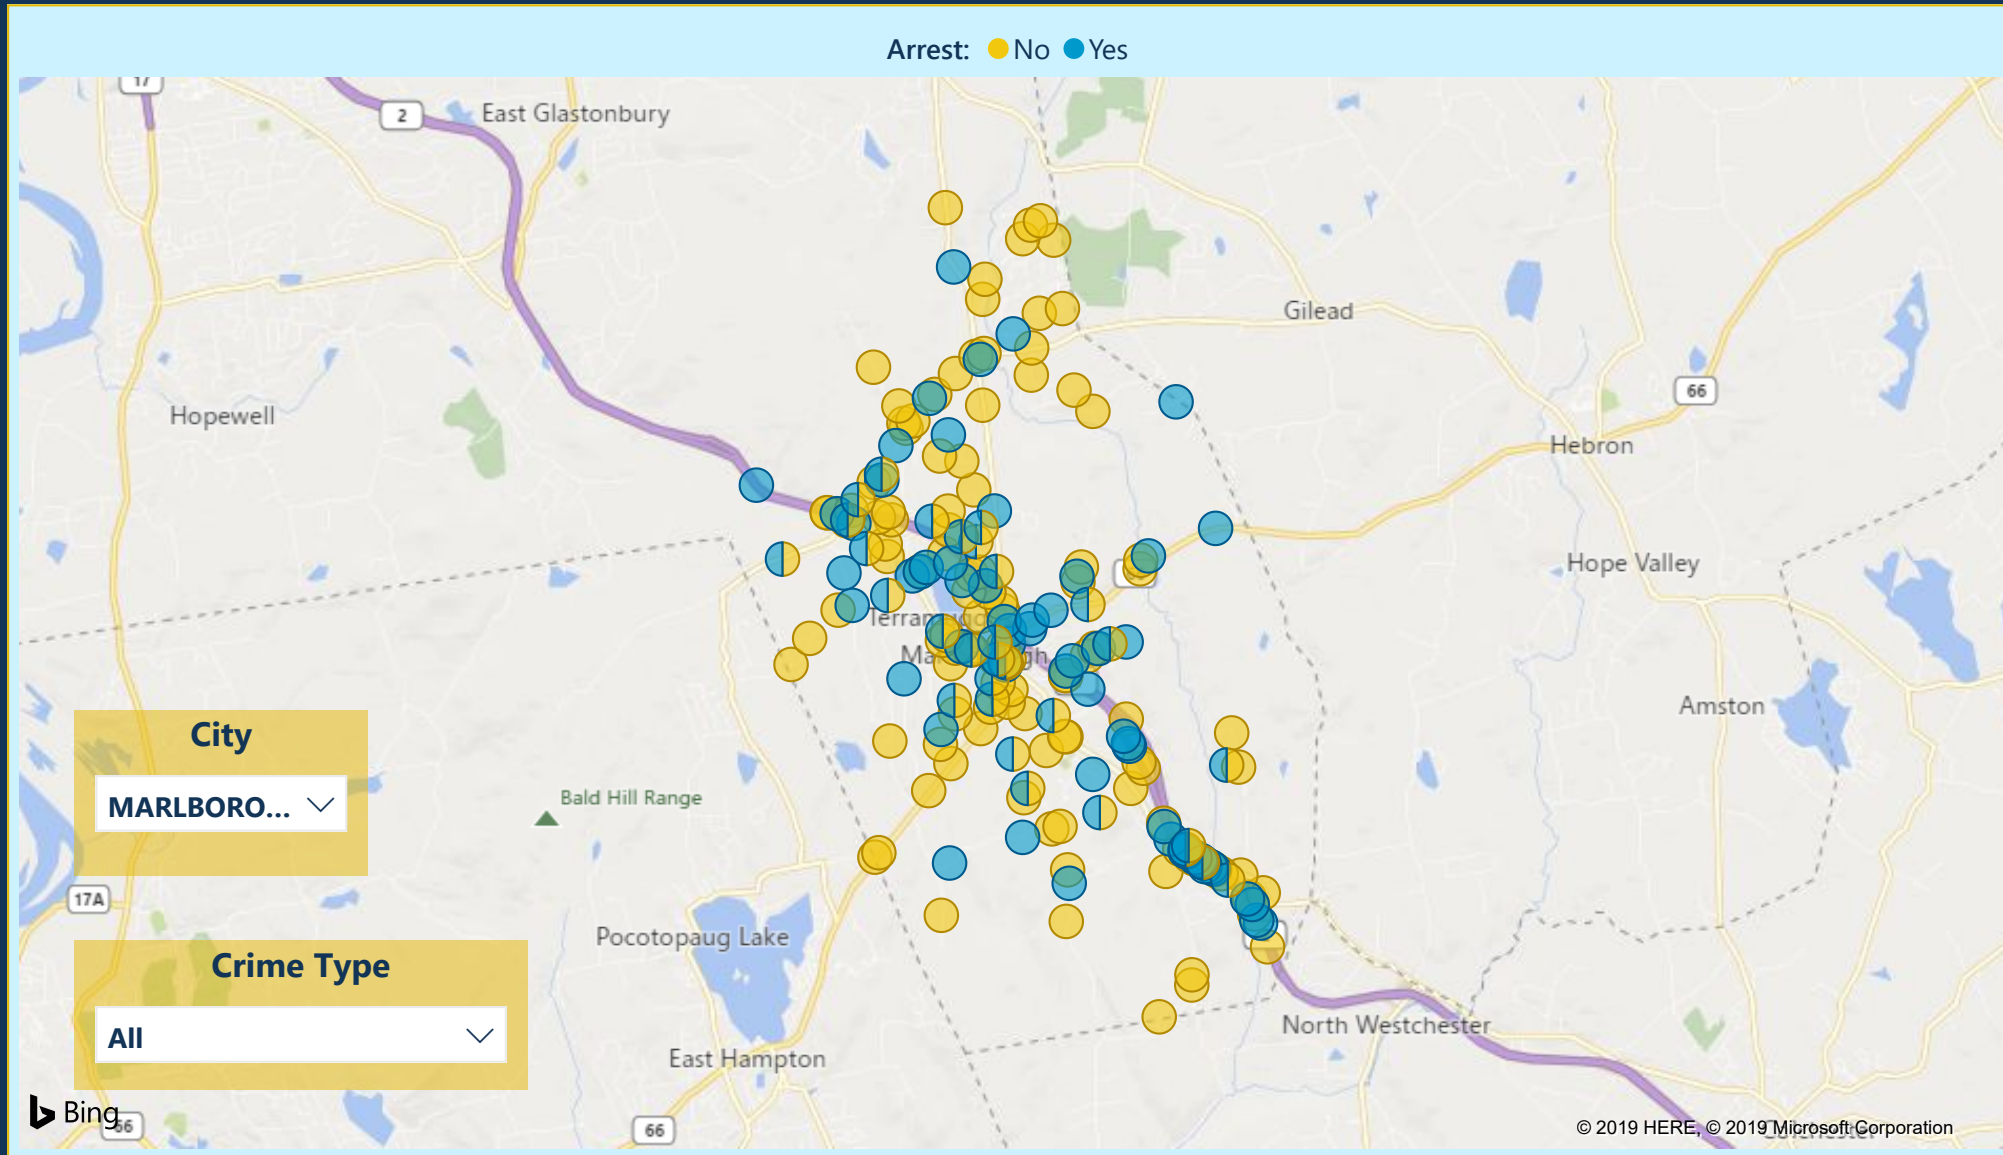 Arrest: No Yes
17
2
East Glastonbury
Gilead
66
Hopewell
Hebron
Hope Valley
Amston
City
MARLBORO...
Bald Hill Range
17A
Pocotopaug Lake
Crime Type
All
North Westchester
East Hampton
Bing
66
66
© 2019 HERE, © 2019 Microsoft Corporation
Colchester